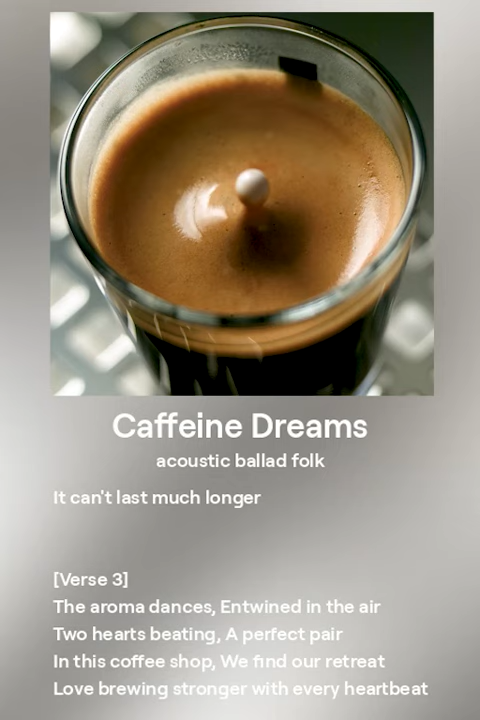 Caffeine Dreams
acoustic ballad folk
It can't last much longer
[Verse 3]
The aroma dances, Entwined in the air
Two hearts beating, A perfect pair
In this coffee shop, We find our retreat
Love brewing stronger with every heartbeat